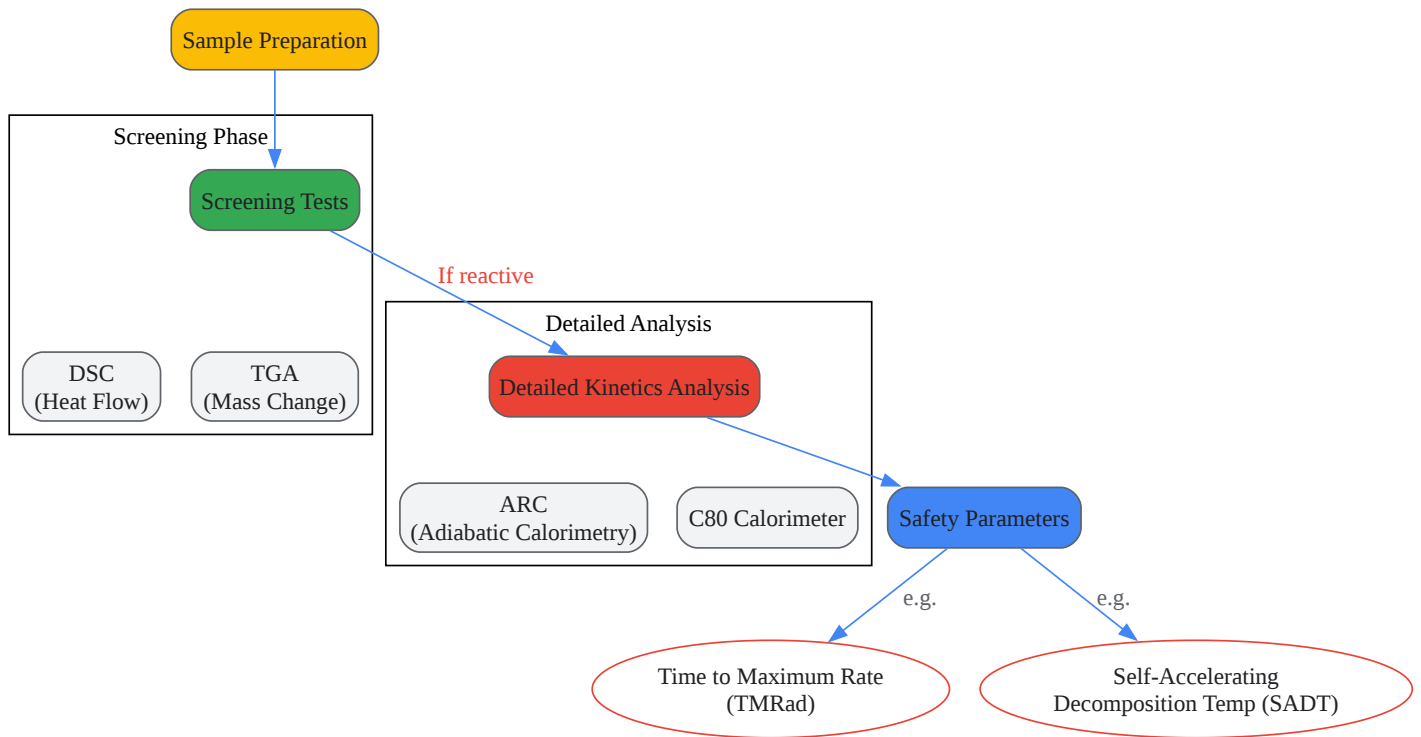 Sample Preparation
Screening Phase
Screening Tests
If reactive
DSC
(Heat Flow)
TGA
(Mass Change)
Detailed Analysis
Detailed Kinetics Analysis
ARC
(Adiabatic Calorimetry)
C80 Calorimeter
Safety Parameters
e.g.
e.g.
Time to Maximum Rate
(TMRad)
Self-Accelerating
Decomposition Temp (SADT)